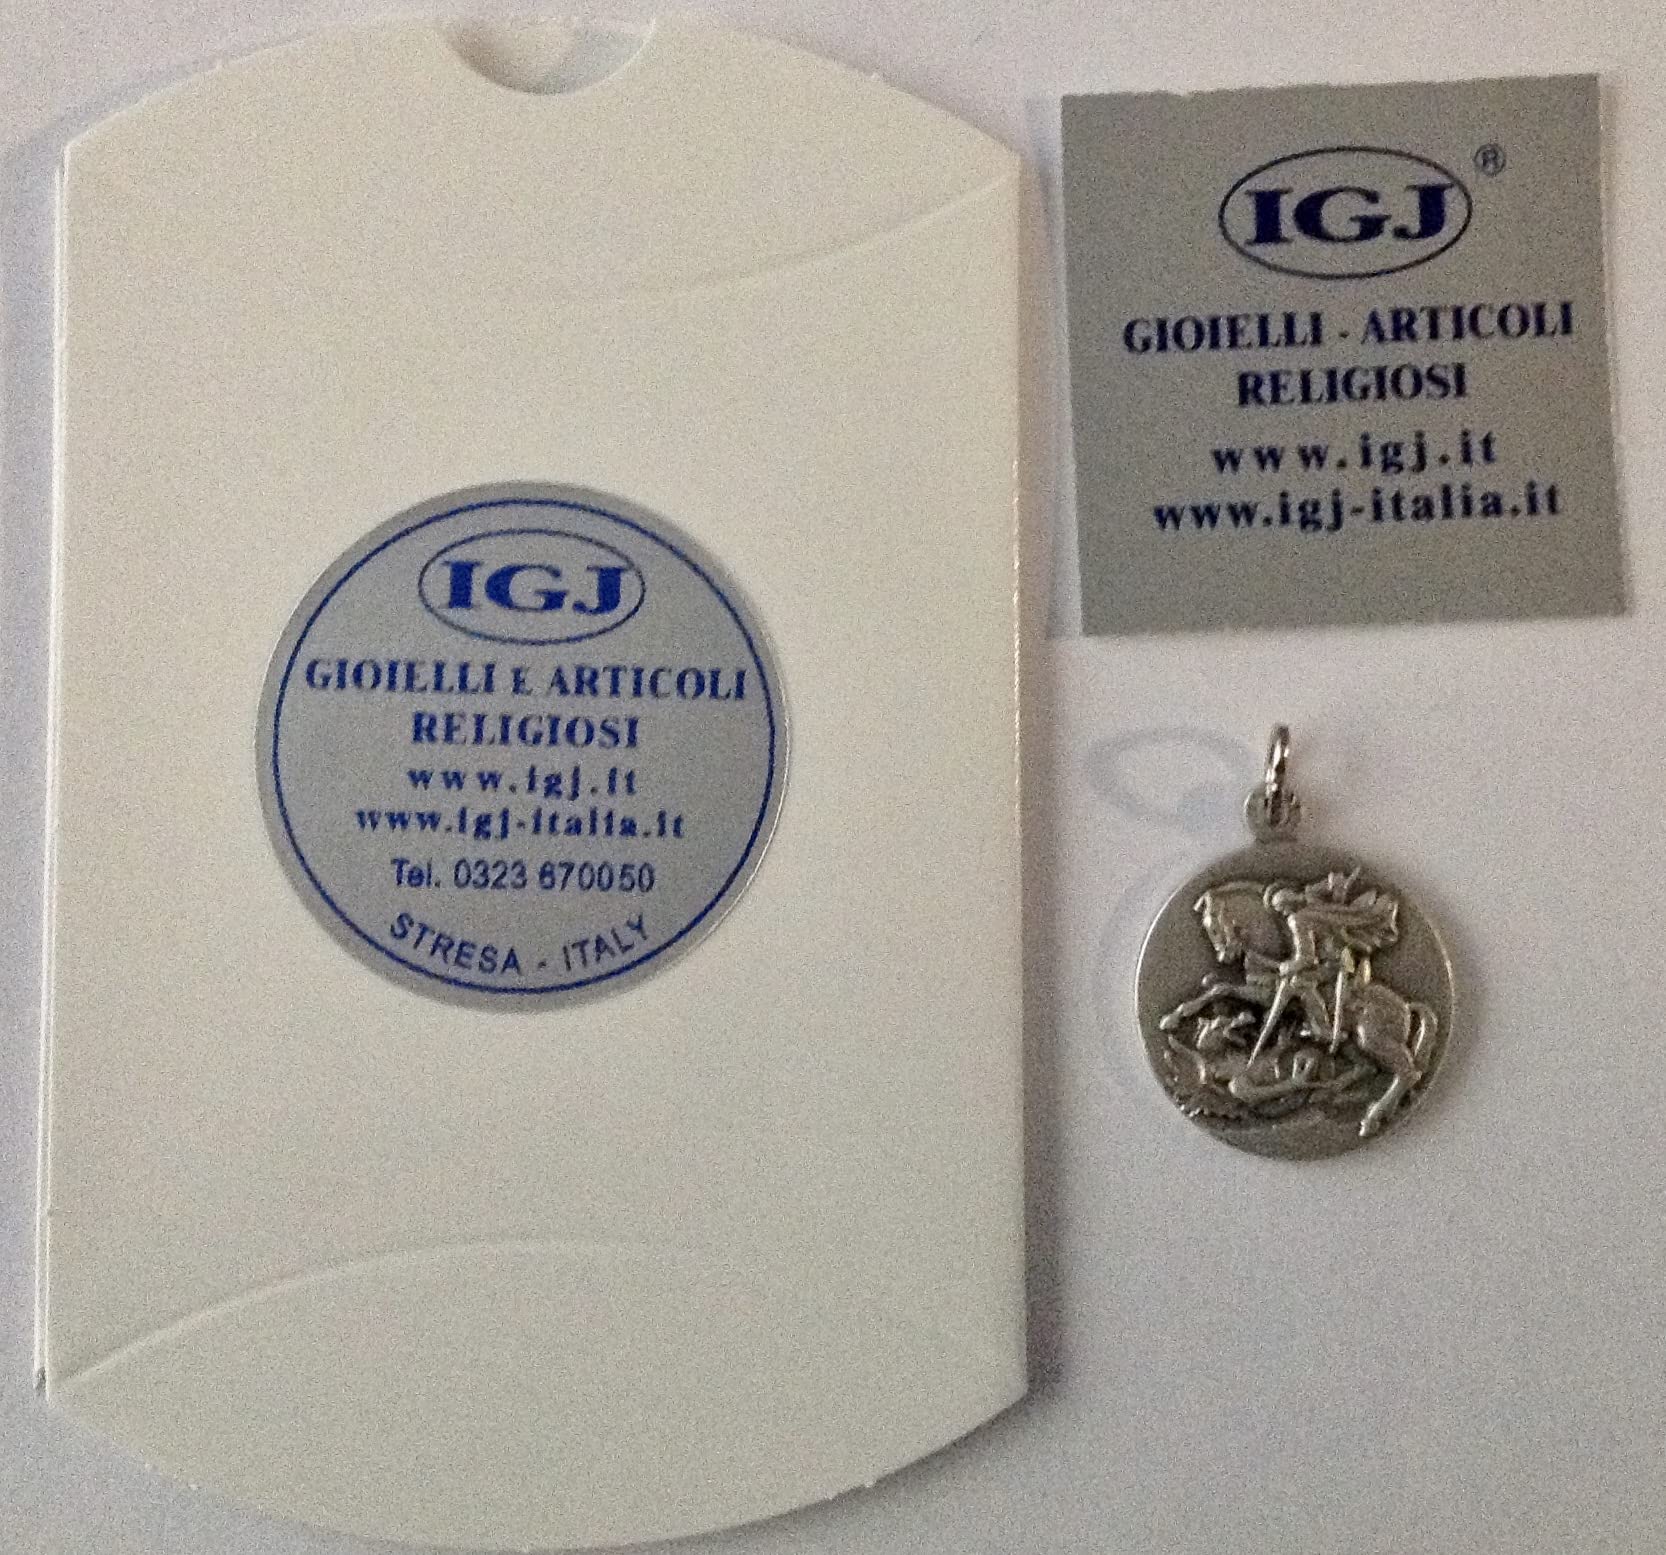 IGJ
GIOIELLI E ARTICOLI
RELIGIOSI
www.igj.it
www.igj-italia.it
Tel. 0323 670050
STRESA - ITALY
IGJ ®
GIOIELLI - ARTICOLI
RELIGIOSI
www.igj.it
www.igj-italia.it